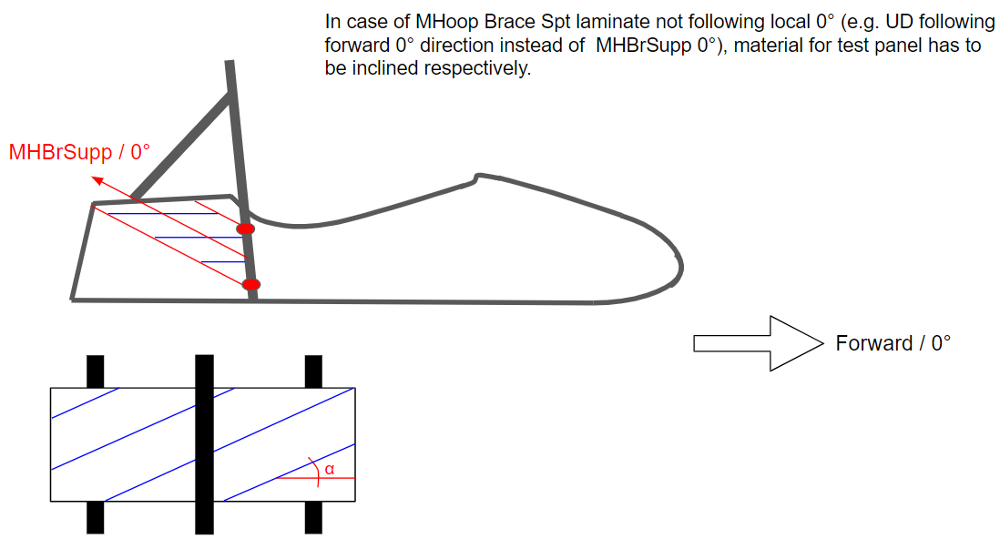 In case of MHoop Brace Spt laminate not following local 0° (e.g. UD following
forward 0° direction instead of  MHBrSupp 0°), material for test panel has to
be inclined respectively.
MHBrSupp / 0°
Forward / 0°
α